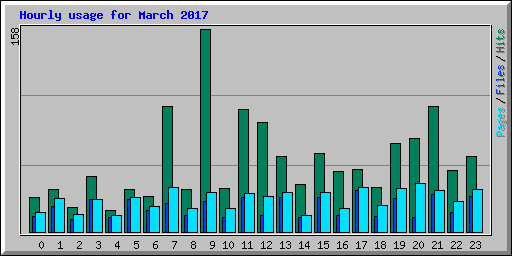 Hourly usage for March 2017
158
Pages / Files / Hits
0 1 2 3 4 5 6 7 8 9 10 11 12 13 14 15 16 17 18 19 20 21 22 23